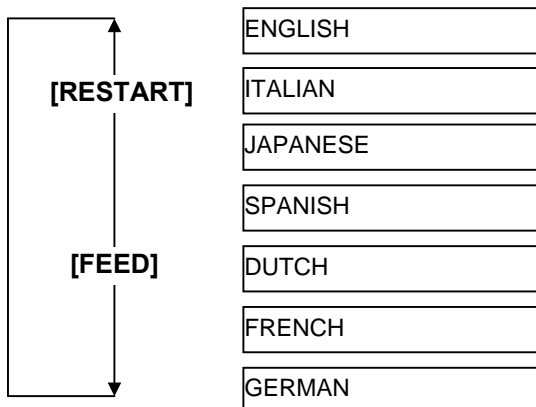 ENGLISH
[RESTART]
ITALIAN
JAPANESE
SPANISH
[FEED]
DUTCH
FRENCH
GERMAN